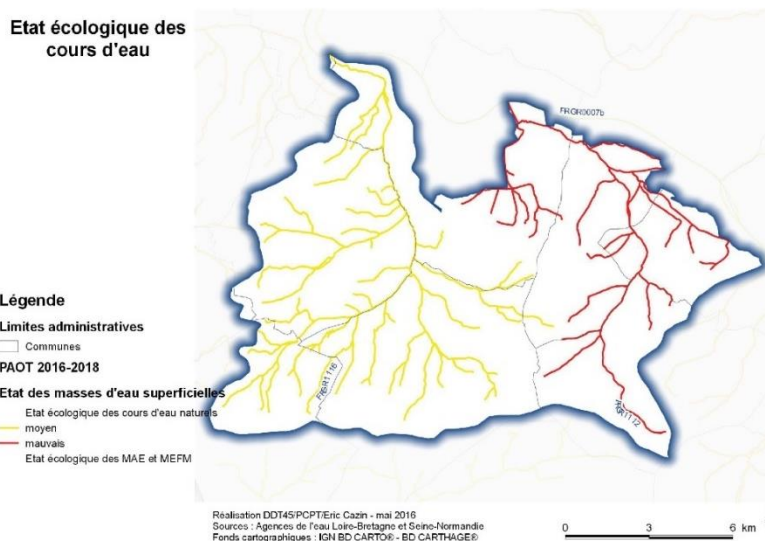 Etat écologique des
cours d'eau
FRGR0007b
FRGR1116
FRGR1112
Légende
Limites administratives
Communes
PAOT 2016-2018
Etat des masses d'eau superficielles
Etat écologique des cours d'eau naturels
moyen
mauvais
Etat écologique des MAE et MEFM
Réalisation DDT45/PCPT/Eric Cazin - mai 2016
Sources : Agences de l'eau Loire-Bretagne et Seine-Normandie
Fonds cartographiques : IGN BD CARTO® - BD CARTHAGE®
0 3 6 km